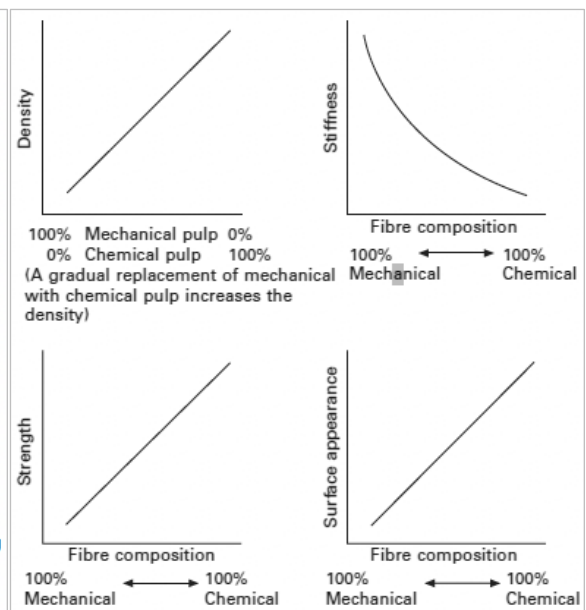 Density
100% Mechanical pulp 0%
0% Chemical pulp 100%
(A gradual replacement of mechanical
with chemical pulp increases the
density)
Stiffness
Fibre composition
100% 100%
Mechanical Chemical
Strength
Fibre composition
100% 100%
Mechanical Chemical
Surface appearance
Fibre composition
100% 100%
Mechanical Chemical